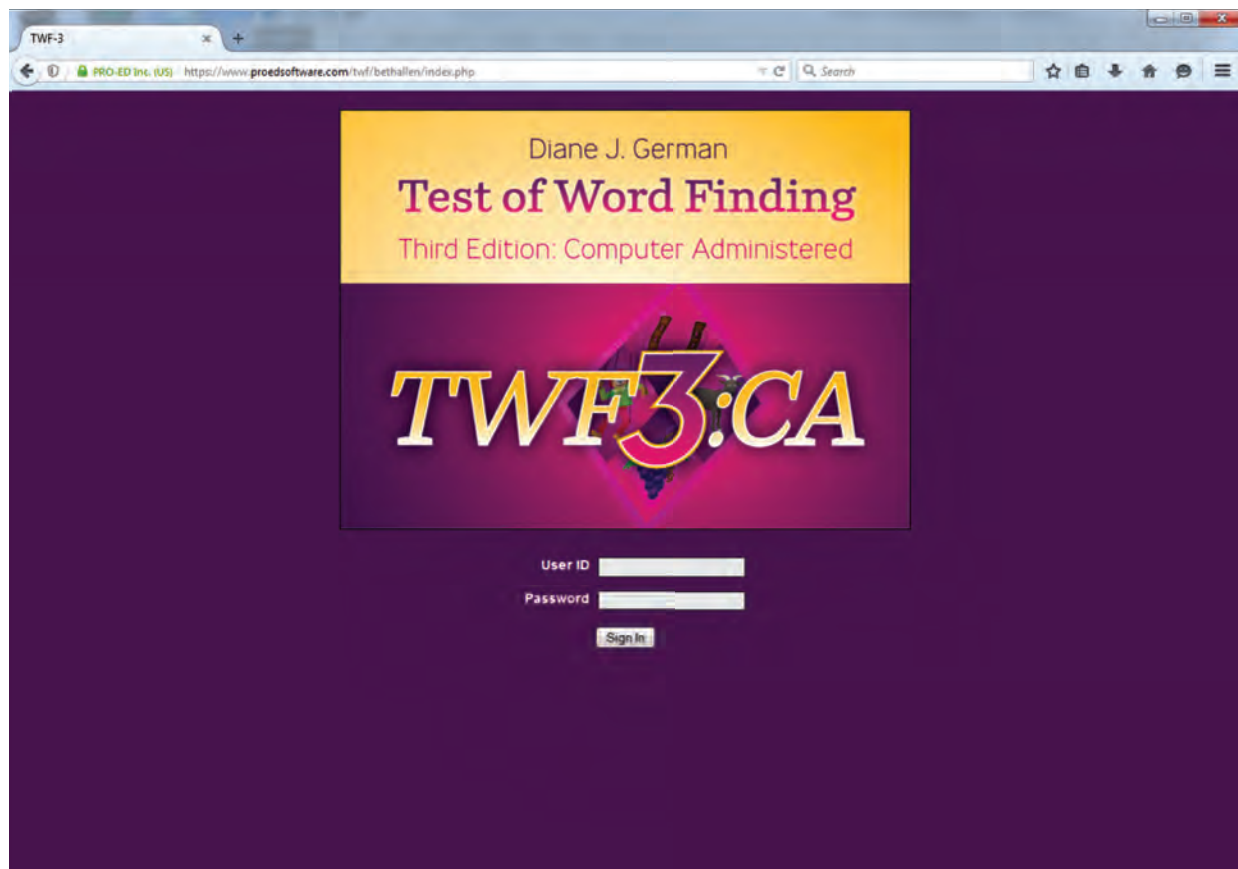 TWF-3
PRO-ED Inc. (US) https://www.proedsoftware.com/twf/bethallen/index.php Search
Diane J. German
Test of Word Finding
Third Edition: Computer Administered
TWF3:CA
User ID
Password
Sign In